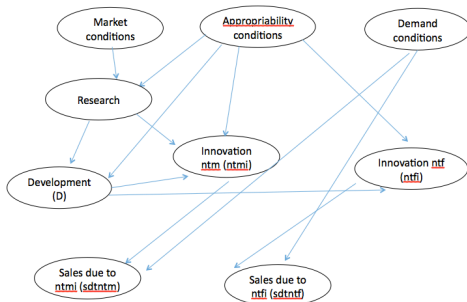 Market
conditions
Appropriability
conditions
Demand
conditions
Research
Innovation
ntm (ntmi)
Innovation ntf
(ntfi)
Development
(D)
Sales due to
ntmi (sdtntm)
Sales due to
ntfi (sdtntf)